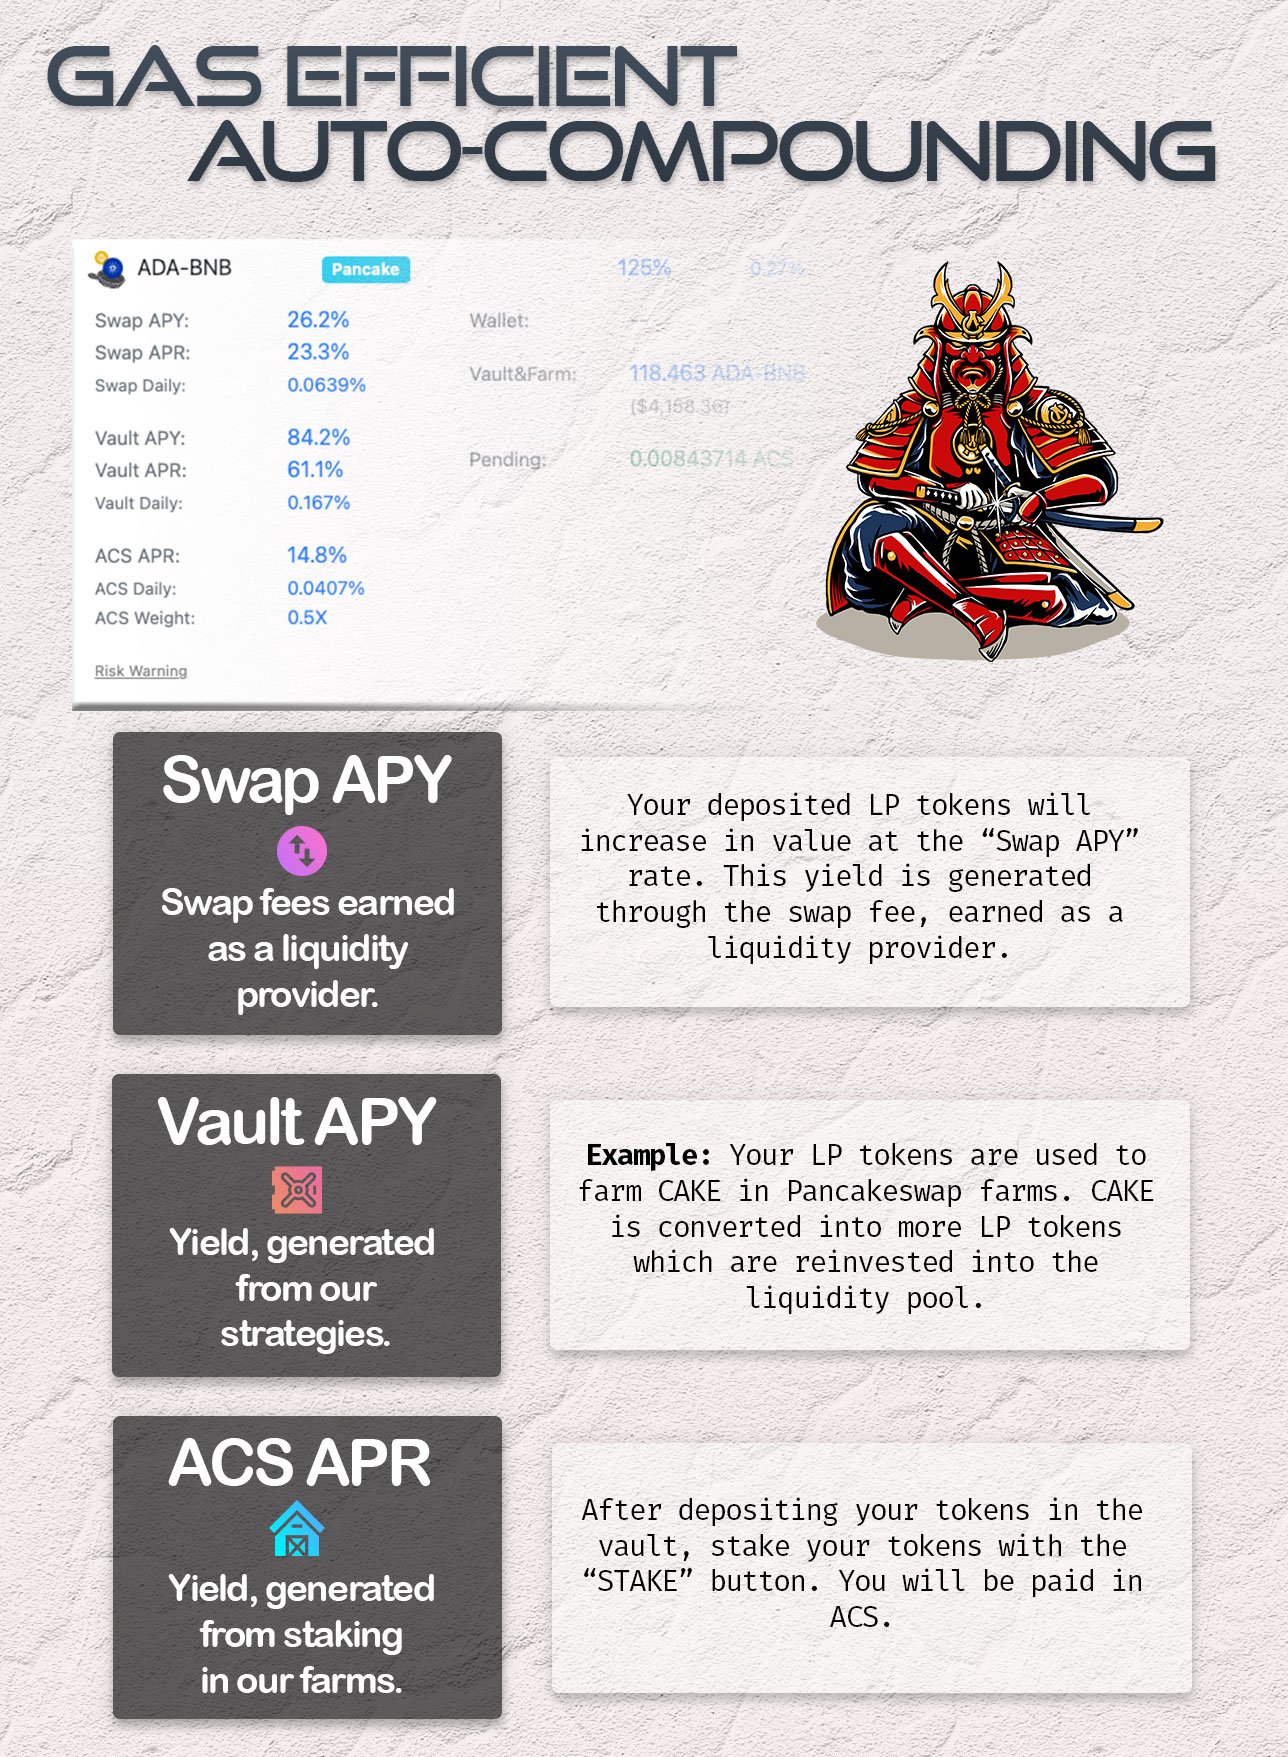 GAS EFFICIENT
AUTO-COMPOUNDING
ADA-BNB Pancake 125% 0.27%
Swap APY: 26.2% Wallet: --
Swap APR: 23.3%
Swap Daily: 0.0639% Vault&Farm: 118.463 ADA-BNB
($4,158.36)
Vault APY: 84.2%
Vault APR: 61.1% Pending: 0.00843714 ACS
Vault Daily: 0.167%
ACS APR: 14.8%
ACS Daily: 0.0407%
ACS Weight: 0.5X
Risk Warning
Swap APY
Swap fees earned
as a liquidity
provider.
Your deposited LP tokens will
increase in value at the “Swap APY”
rate. This yield is generated
through the swap fee, earned as a
liquidity provider.
Vault APY
Yield, generated
from our
strategies.
Example: Your LP tokens are used to
farm CAKE in Pancakeswap farms. CAKE
is converted into more LP tokens
which are reinvested into the
liquidity pool.
ACS APR
Yield, generated
from staking
in our farms.
After depositing your tokens in the
vault, stake your tokens with the
“STAKE” button. You will be paid in
ACS.